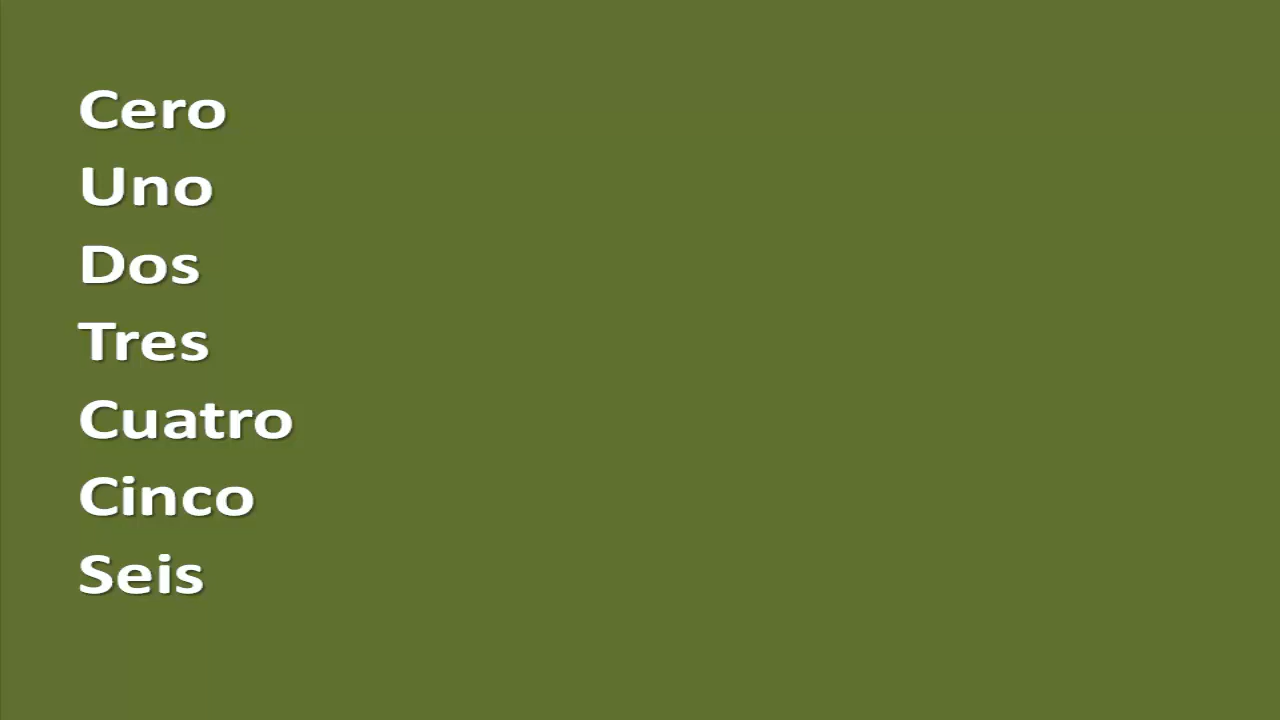 Cero
Uno
Dos
Tres
Cuatro
Cinco
Seis